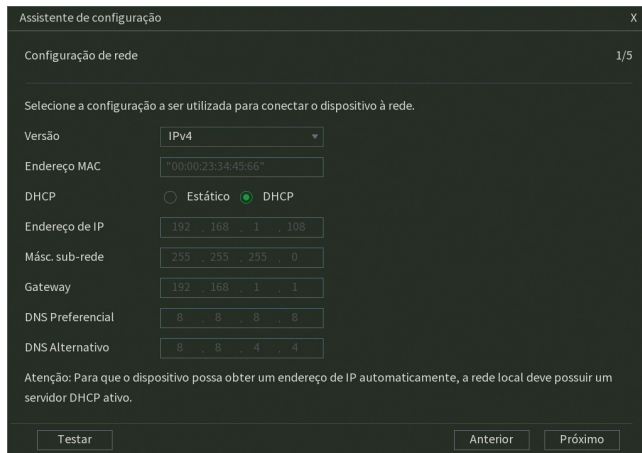 Assistente de configuração X
Configuração de rede 1/5
Selecione a configuração a ser utilizada para conectar o dispositivo à rede.
Versão IPv4
Endereço MAC "00:00:23:34:45:66"
DHCP Estático DHCP
Endereço de IP 192 . 168 . 1 . 108
Másc. sub-rede 255 . 255 . 255 . 0
Gateway 192 . 168 . 1 . 1
DNS Preferencial 8 . 8 . 8 . 8
DNS Alternativo 8 . 8 . 4 . 4
Atenção: Para que o dispositivo possa obter um endereço de IP automaticamente, a rede local deve possuir um
servidor DHCP ativo.
Testar Anterior Próximo